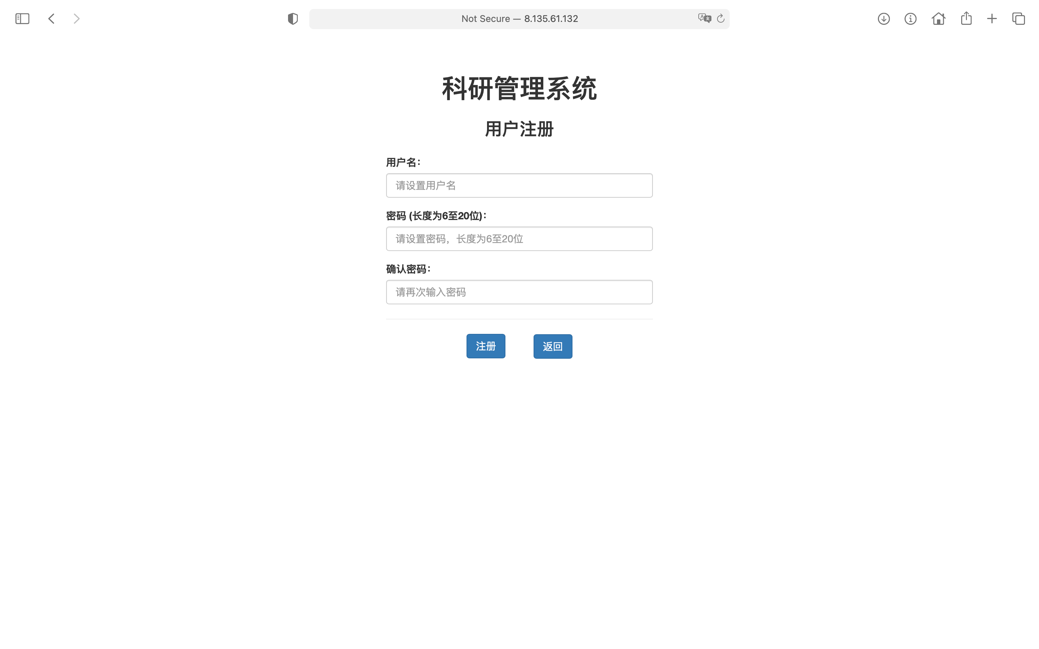 Not Secure — 8.135.61.132
科研管理系统
用户注册
用户名：
请设置用户名
密码 (长度为6至20位)：
请设置密码，长度为6至20位
确认密码：
请再次输入密码
注册 返回